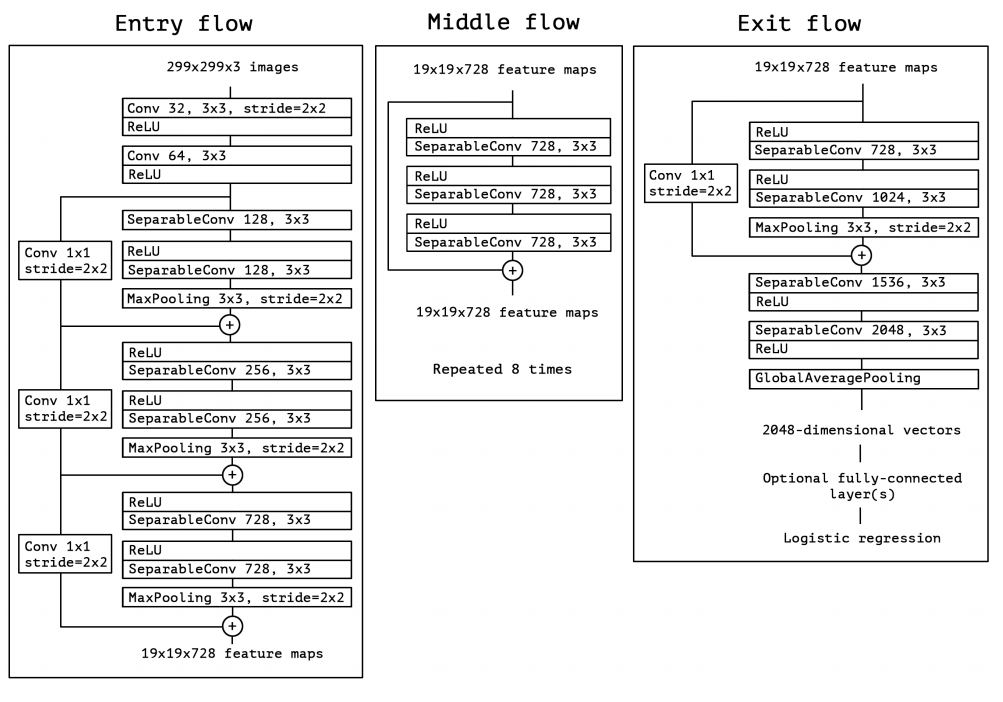 Entry flow
299x299x3 images
Conv 32, 3x3, stride=2x2
ReLU
Conv 64, 3x3
ReLU
SeparableConv 128, 3x3
Conv 1x1
stride=2x2
ReLU
SeparableConv 128, 3x3
MaxPooling 3x3, stride=2x2
+
ReLU
SeparableConv 256, 3x3
Conv 1x1
stride=2x2
ReLU
SeparableConv 256, 3x3
MaxPooling 3x3, stride=2x2
+
ReLU
SeparableConv 728, 3x3
Conv 1x1
stride=2x2
ReLU
SeparableConv 728, 3x3
MaxPooling 3x3, stride=2x2
+
19x19x728 feature maps
Middle flow
19x19x728 feature maps
ReLU
SeparableConv 728, 3x3
ReLU
SeparableConv 728, 3x3
ReLU
SeparableConv 728, 3x3
+
19x19x728 feature maps
Repeated 8 times
Exit flow
19x19x728 feature maps
ReLU
SeparableConv 728, 3x3
Conv 1x1
stride=2x2
ReLU
SeparableConv 1024, 3x3
MaxPooling 3x3, stride=2x2
+
SeparableConv 1536, 3x3
ReLU
SeparableConv 2048, 3x3
ReLU
GlobalAveragePooling
2048-dimensional vectors
Optional fully-connected
layer(s)
Logistic regression